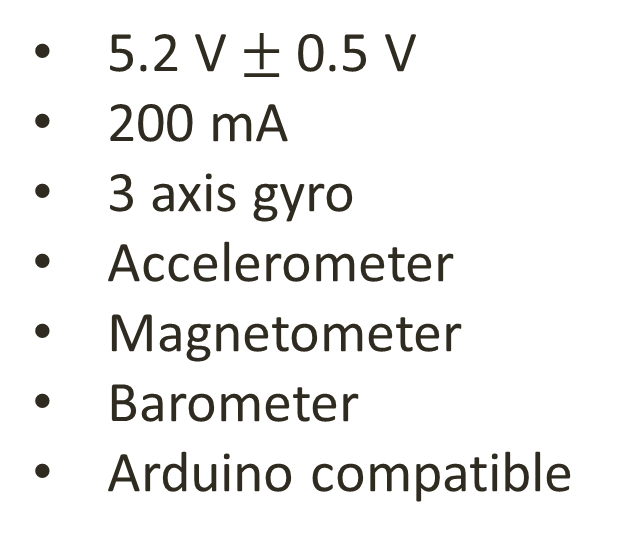 • 5.2 V ± 0.5 V
• 200 mA
• 3 axis gyro
• Accelerometer
• Magnetometer
• Barometer
• Arduino compatible